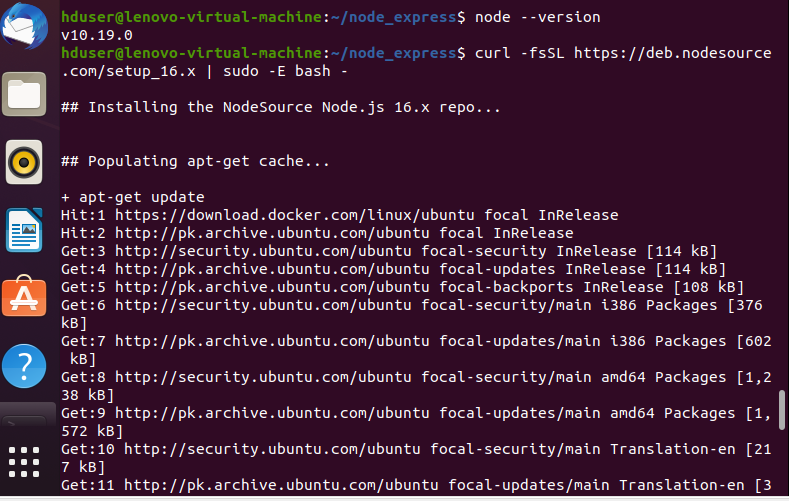 hduser@lenovo-virtual-machine:~/node_express$ node --version
v10.19.0
hduser@lenovo-virtual-machine:~/node_express$ curl -fsSL https://deb.nodesource
.com/setup_16.x | sudo -E bash -
## Installing the NodeSource Node.js 16.x repo...
## Populating apt-get cache...
+ apt-get update
Hit:1 https://download.docker.com/linux/ubuntu focal InRelease
Hit:2 http://pk.archive.ubuntu.com/ubuntu focal InRelease
Get:3 http://security.ubuntu.com/ubuntu focal-security InRelease [114 kB]
Get:4 http://pk.archive.ubuntu.com/ubuntu focal-updates InRelease [114 kB]
Get:5 http://pk.archive.ubuntu.com/ubuntu focal-backports InRelease [108 kB]
Get:6 http://security.ubuntu.com/ubuntu focal-security/main i386 Packages [376
kB]
Get:7 http://pk.archive.ubuntu.com/ubuntu focal-updates/main i386 Packages [602
 kB]
Get:8 http://security.ubuntu.com/ubuntu focal-security/main amd64 Packages [1,2
38 kB]
Get:9 http://pk.archive.ubuntu.com/ubuntu focal-updates/main amd64 Packages [1,
572 kB]
Get:10 http://security.ubuntu.com/ubuntu focal-security/main Translation-en [21
7 kB]
Get:11 http://pk.archive.ubuntu.com/ubuntu focal-updates/main Translation-en [3